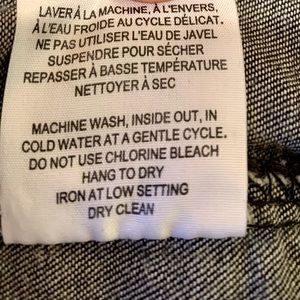 LAVER À LA MACHINE, À L'ENVERS,
À L'EAU FROIDE AU CYCLE DÉLICAT.
NE PAS UTILISER L'EAU DE JAVEL
SUSPENDRE POUR SÉCHER
REPASSER À BASSE TEMPÉRATURE
NETTOYER À SEC
MACHINE WASH, INSIDE OUT, IN
COLD WATER AT A GENTLE CYCLE.
DO NOT USE CHLORINE BLEACH
HANG TO DRY
IRON AT LOW SETTING
DRY CLEAN